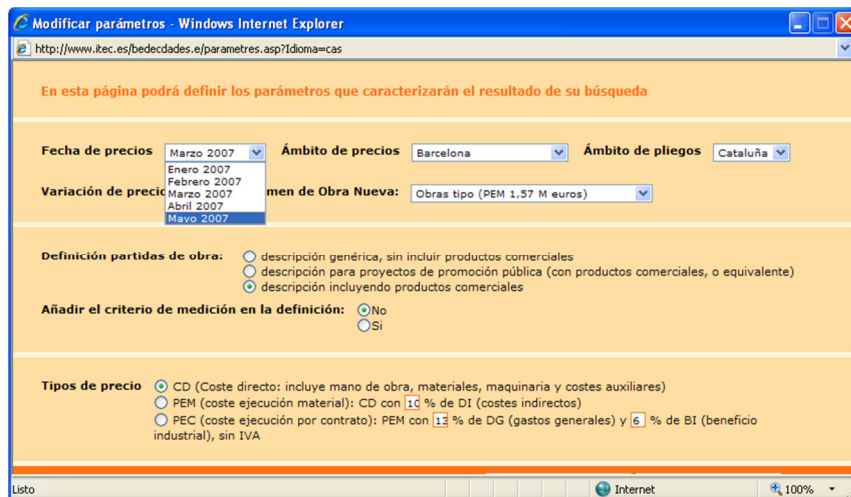 Modificar parámetros - Windows Internet Explorer
http://www.itec.es/bedecdades.e/parametres.asp?Idioma=cas
En esta página podrá definir los parámetros que caracterizarán el resultado de su búsqueda
Fecha de precios Marzo 2007 Ámbito de precios Barcelona Ámbito de pliegos Cataluña
Enero 2007
Febrero 2007
Variación de precio Marzo 2007 men de Obra Nueva: Obras tipo (PEM 1,57 M euros)
Abril 2007
Mayo 2007
Definición partidas de obra: descripción genérica, sin incluir productos comerciales
descripción para proyectos de promoción pública (con productos comerciales, o equivalente)
descripción incluyendo productos comerciales
Añadir el criterio de medición en la definición: No
Si
Tipos de precio CD (Coste directo: incluye mano de obra, materiales, maquinaria y costes auxiliares)
PEM (coste ejecución material): CD con 10 % de DI (costes indirectos)
PEC (coste ejecución por contrato): PEM con 13 % de DG (gastos generales) y 6 % de BI (beneficio
industrial), sin IVA
Listo Internet 100%